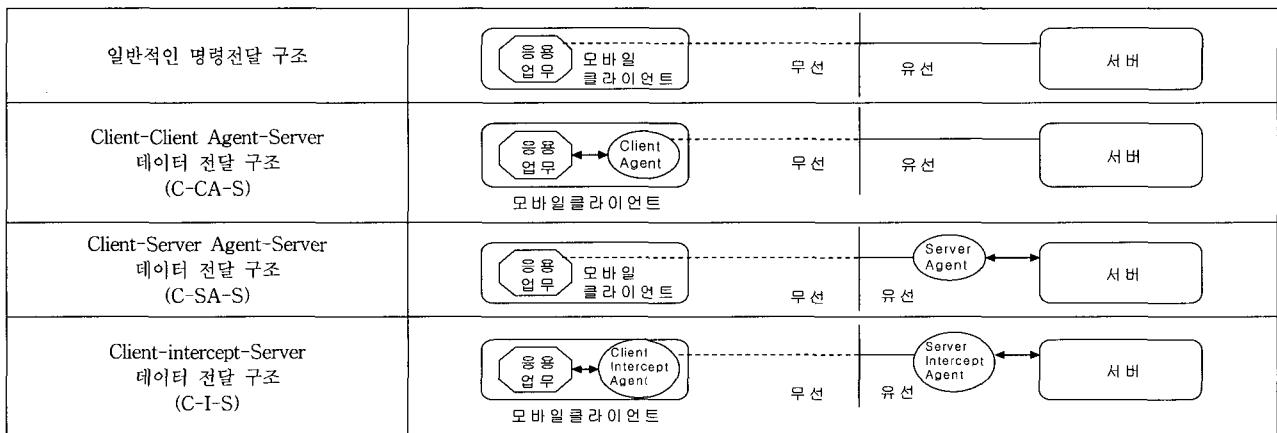 일반적인 명령전달 구조
응용
업무
모바일
클라이언트
무선
유선
서버
Client-Client Agent-Server
데이터 전달 구조
(C-CA-S)
응용
업무
Client
Agent
모바일클라이언트
무선
유선
서버
Client-Server Agent-Server
데이터 전달 구조
(C-SA-S)
응용
업무
모바일
클라이언트
무선
유선
Server
Agent
서버
Client-intercept-Server
데이터 전달 구조
(C-I-S)
응용
업무
Client
Intercept
Agent
모바일클라이언트
무선
유선
Server
Intercept
Agent
서버